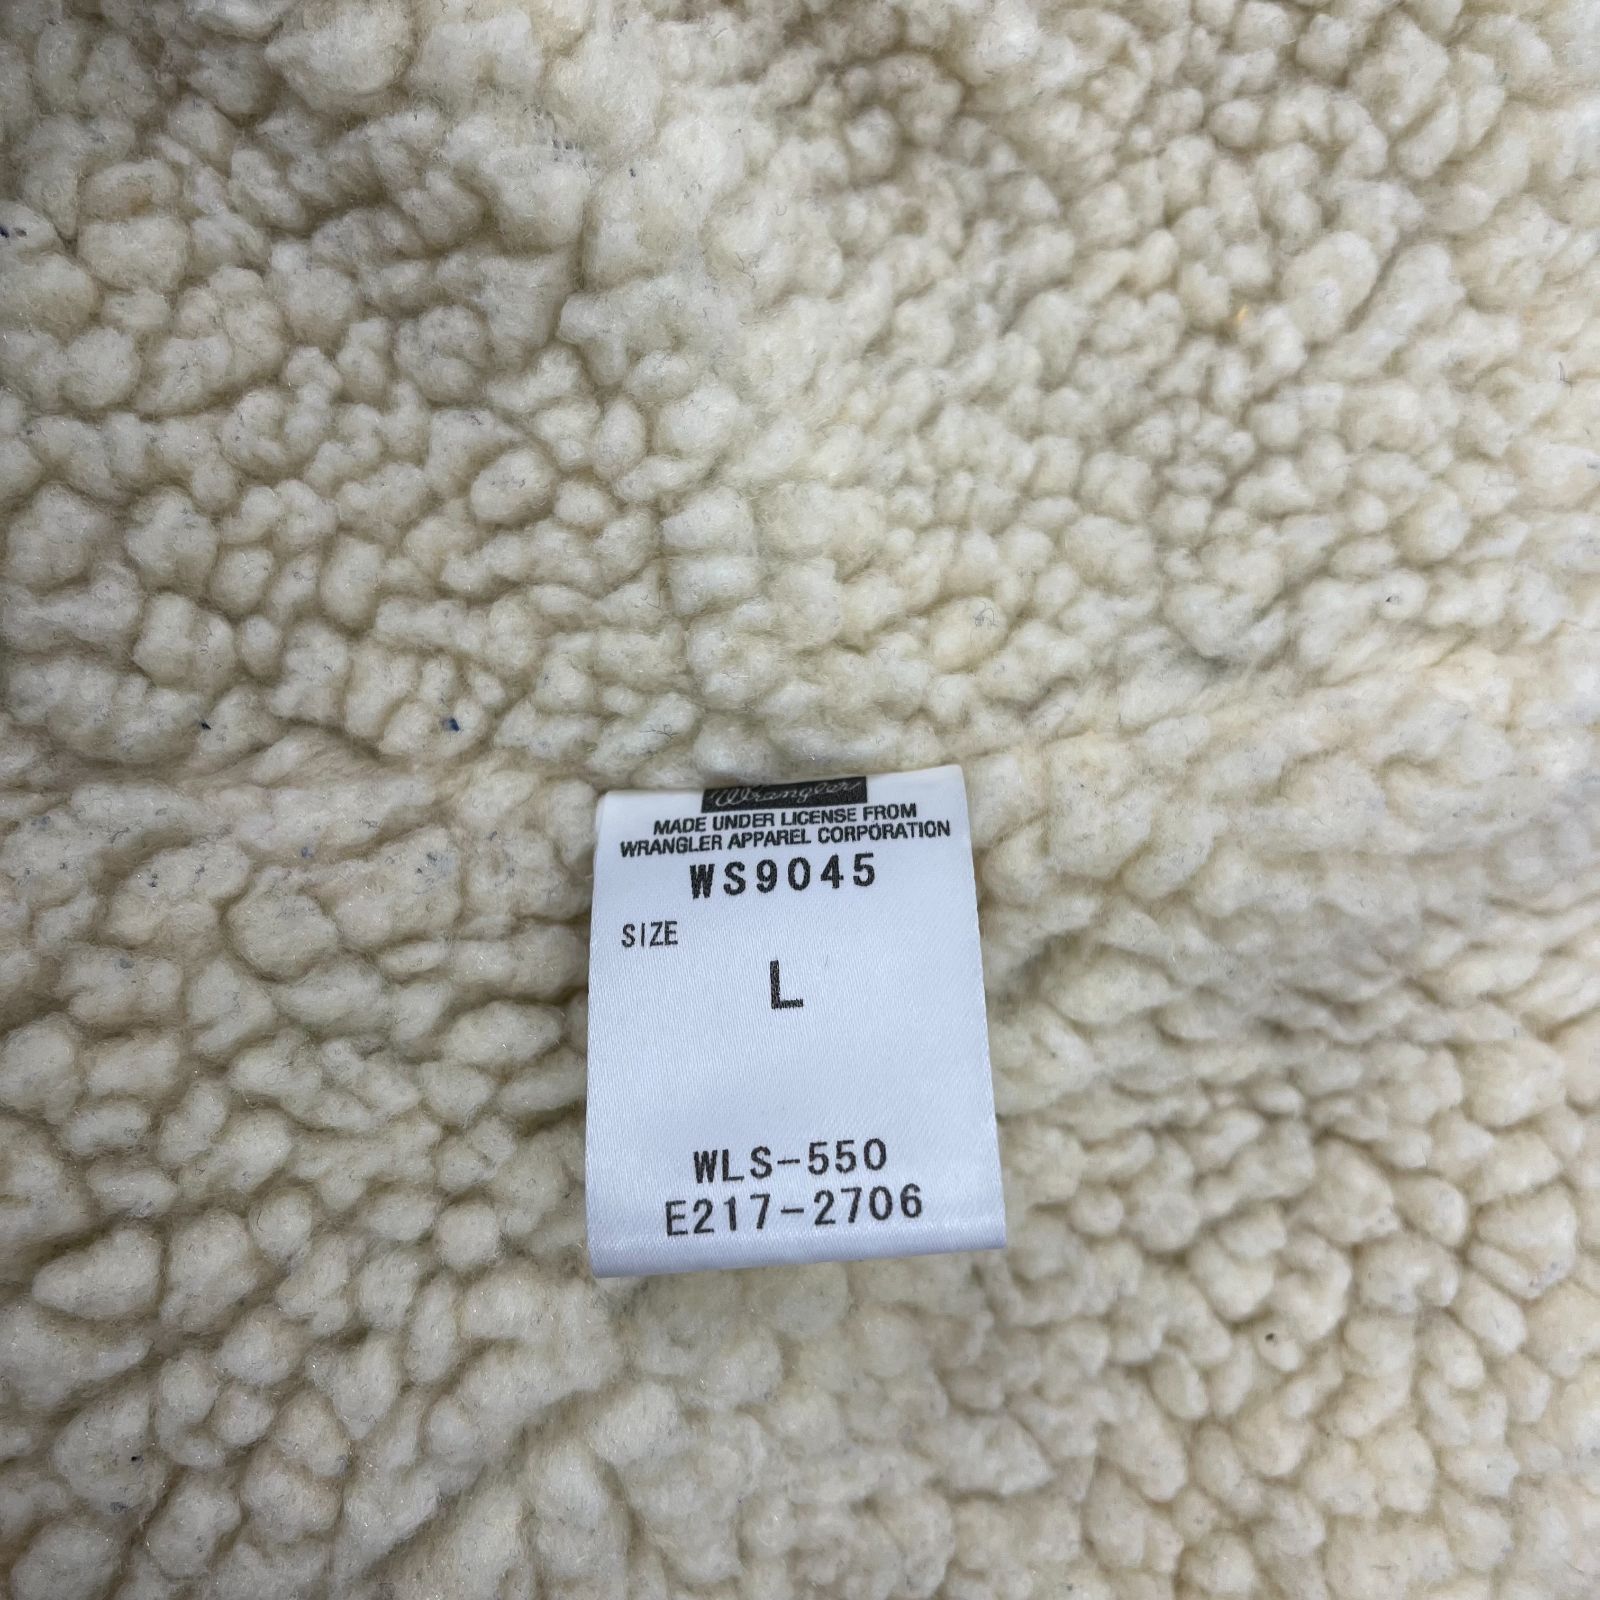 Wrangler
MADE UNDER LICENSE FROM
WRANGLER APPAREL CORPORATION
WS9045
SIZE
L
WLS-550
E217-2706